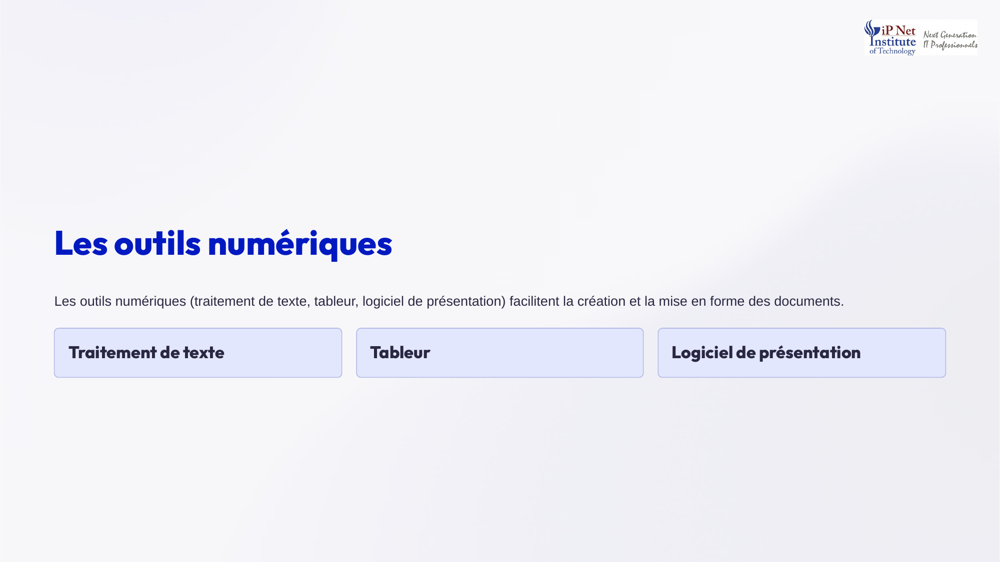 iP Net
Institute
of Technology
Next Generation
IT Professionnels
Les outils numériques
Les outils numériques (traitement de texte, tableur, logiciel de présentation) facilitent la création et la mise en forme des documents.
Traitement de texte
Tableur
Logiciel de présentation